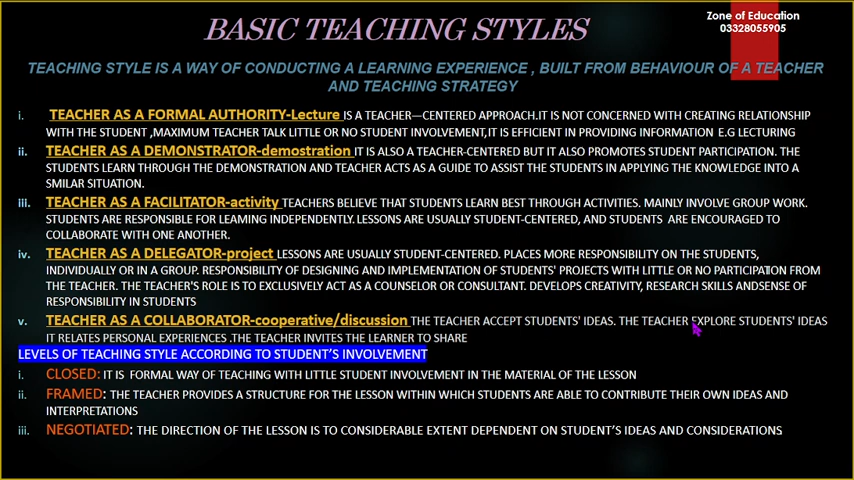 BASIC TEACHING STYLES
Zone of Education
03328055905
TEACHING STYLE IS A WAY OF CONDUCTING A LEARNING EXPERIENCE , BUILT FROM BEHAVIOUR OF A TEACHER
AND TEACHING STRATEGY
i. TEACHER AS A FORMAL AUTHORITY-Lecture IS A TEACHER—CENTERED APPROACH.IT IS NOT CONCERNED WITH CREATING RELATIONSHIP
WITH THE STUDENT ,MAXIMUM TEACHER TALK LITTLE OR NO STUDENT INVOLVEMENT,IT IS EFFICIENT IN PROVIDING INFORMATION E.G LECTURING
ii. TEACHER AS A DEMONSTRATOR-demostration IT IS ALSO A TEACHER-CENTERED BUT IT ALSO PROMOTES STUDENT PARTICIPATION. THE
STUDENTS LEARN THROUGH THE DEMONSTRATION AND TEACHER ACTS AS A GUIDE TO ASSIST THE STUDENTS IN APPLYING THE KNOWLEDGE INTO A
SMILAR SITUATION.
iii. TEACHER AS A FACILITATOR-activity TEACHERS BELIEVE THAT STUDENTS LEARN BEST THROUGH ACTIVITIES. MAINLY INVOLVE GROUP WORK.
STUDENTS ARE RESPONSIBLE FOR LEAMING INDEPENDENTLY. LESSONS ARE USUALLY STUDENT-CENTERED, AND STUDENTS ARE ENCOURAGED TO
COLLABORATE WITH ONE ANOTHER.
iv. TEACHER AS A DELEGATOR-project LESSONS ARE USUALLY STUDENT-CENTERED. PLACES MORE RESPONSIBILITY ON THE STUDENTS,
INDIVIDUALLY OR IN A GROUP. RESPONSIBILITY OF DESIGNING AND IMPLEMENTATION OF STUDENTS' PROJECTS WITH LITTLE OR NO PARTICIPATION FROM
THE TEACHER. THE TEACHER'S ROLE IS TO EXCLUSIVELY ACT AS A COUNSELOR OR CONSULTANT. DEVELOPS CREATIVITY, RESEARCH SKILLS ANDSENSE OF
RESPONSIBILITY IN STUDENTS
v. TEACHER AS A COLLABORATOR-cooperative/discussion THE TEACHER ACCEPT STUDENTS' IDEAS. THE TEACHER EXPLORE STUDENTS' IDEAS
IT RELATES PERSONAL EXPERIENCES .THE TEACHER INVITES THE LEARNER TO SHARE
LEVELS OF TEACHING STYLE ACCORDING TO STUDENT'S INVOLVEMENT
i. CLOSED: IT IS FORMAL WAY OF TEACHING WITH LITTLE STUDENT INVOLVEMENT IN THE MATERIAL OF THE LESSON
ii. FRAMED: THE TEACHER PROVIDES A STRUCTURE FOR THE LESSON WITHIN WHICH STUDENTS ARE ABLE TO CONTRIBUTE THEIR OWN IDEAS AND
INTERPRETATIONS
iii. NEGOTIATED: THE DIRECTION OF THE LESSON IS TO CONSIDERABLE EXTENT DEPENDENT ON STUDENT'S IDEAS AND CONSIDERATIONS.